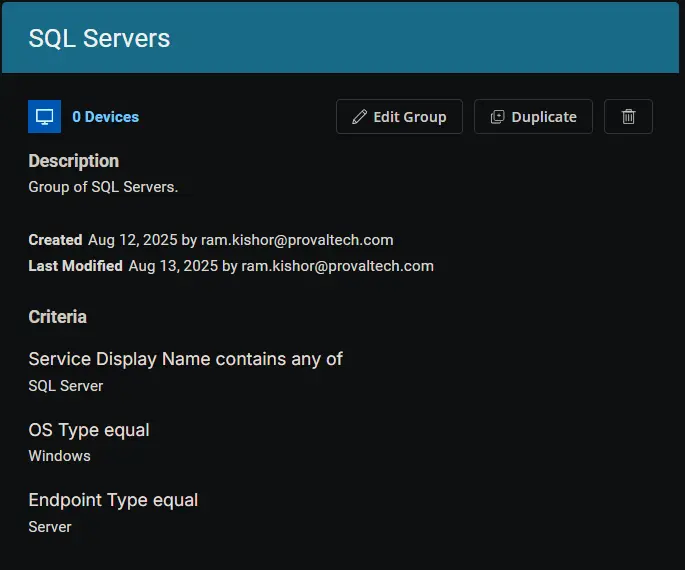 SQL Servers
0 Devices
Edit Group
Duplicate
Description
Group of SQL Servers.
Created Aug 12, 2025 by ram.kishor@provaltech.com
Last Modified Aug 13, 2025 by ram.kishor@provaltech.com
Criteria
Service Display Name contains any of
SQL Server
OS Type equal
Windows
Endpoint Type equal
Server